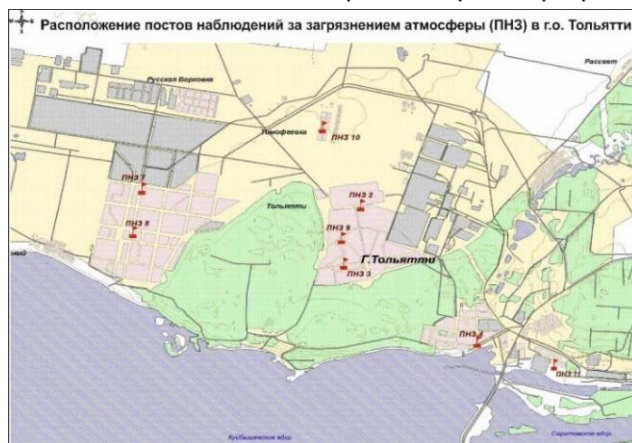 Расположение постов наблюдений за загрязнением атмосферы (ПНЗ) в г.о. Тольятти
Рассвет
Русская Борковка
Тимофеевка
ПНЗ 10
ПНЗ 7
ПНЗ 2
Тольятти
ПНЗ 8
ПНЗ 9
Г.Тольятти
ПНЗ 3
ПНЗ 4
ПНЗ 11
Куйбышевское вдхр.
Саратовское вдхр.